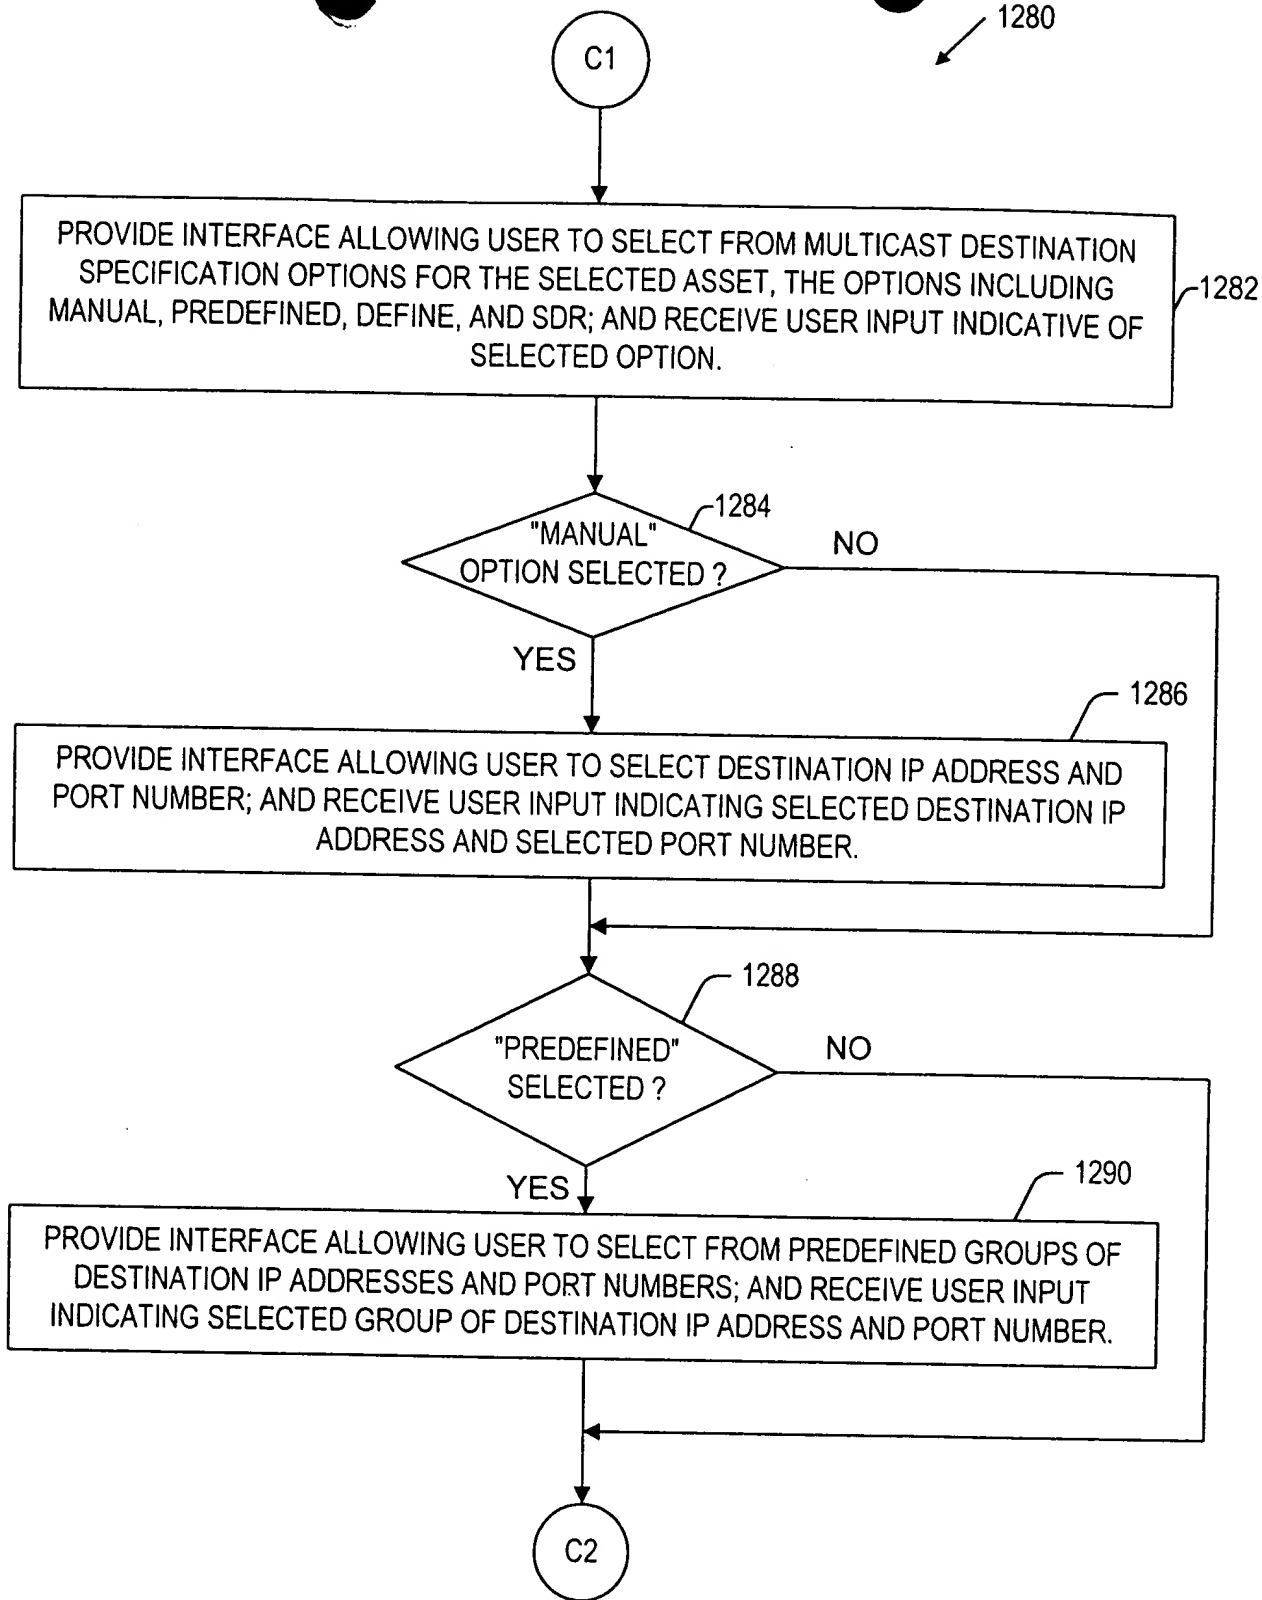 1280
C1
PROVIDE INTERFACE ALLOWING USER TO SELECT FROM MULTICAST DESTINATION
SPECIFICATION OPTIONS FOR THE SELECTED ASSET, THE OPTIONS INCLUDING
MANUAL, PREDEFINED, DEFINE, AND SDR; AND RECEIVE USER INPUT INDICATIVE OF
SELECTED OPTION.
1282
1284
"MANUAL"
OPTION SELECTED ?
NO
YES
1286
PROVIDE INTERFACE ALLOWING USER TO SELECT DESTINATION IP ADDRESS AND
PORT NUMBER; AND RECEIVE USER INPUT INDICATING SELECTED DESTINATION IP
ADDRESS AND SELECTED PORT NUMBER.
1288
"PREDEFINED"
SELECTED ?
NO
YES
1290
PROVIDE INTERFACE ALLOWING USER TO SELECT FROM PREDEFINED GROUPS OF
DESTINATION IP ADDRESSES AND PORT NUMBERS; AND RECEIVE USER INPUT
INDICATING SELECTED GROUP OF DESTINATION IP ADDRESS AND PORT NUMBER.
C2